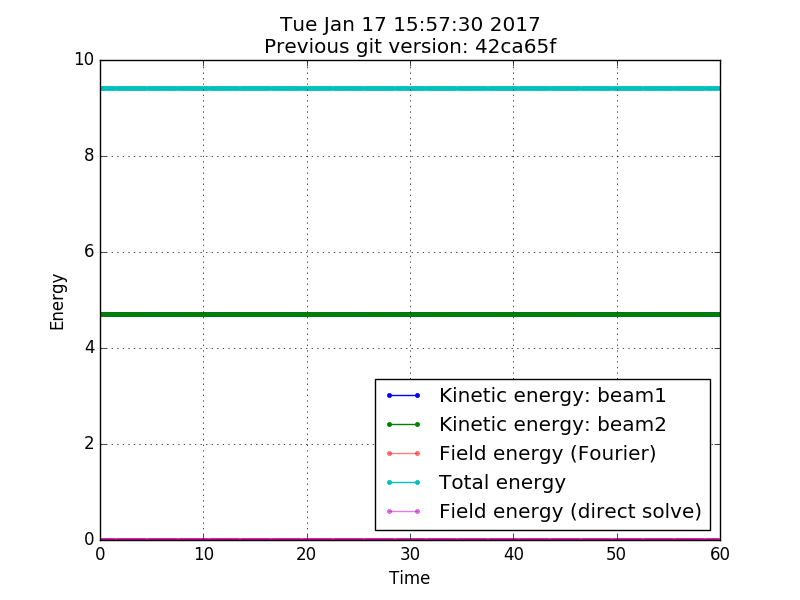 Tue Jan 17 15:57:30 2017
Previous git version: 42ca65f
10
8
6
4
2
0
Energy
Kinetic energy: beam1
Kinetic energy: beam2
Field energy (Fourier)
Total energy
Field energy (direct solve)
0 10 20 30 40 50 60
Time